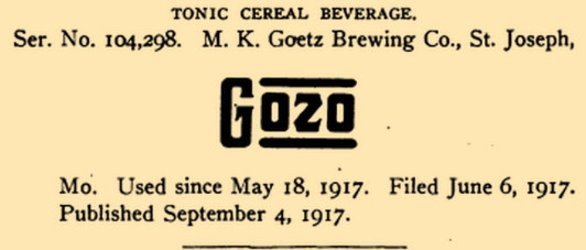 TONIC CEREAL BEVERAGE.
Ser. No. 104,298. M. K. Goetz Brewing Co., St. Joseph,
GOZO
Mo. Used since May 18, 1917. Filed June 6, 1917.
Published September 4, 1917.